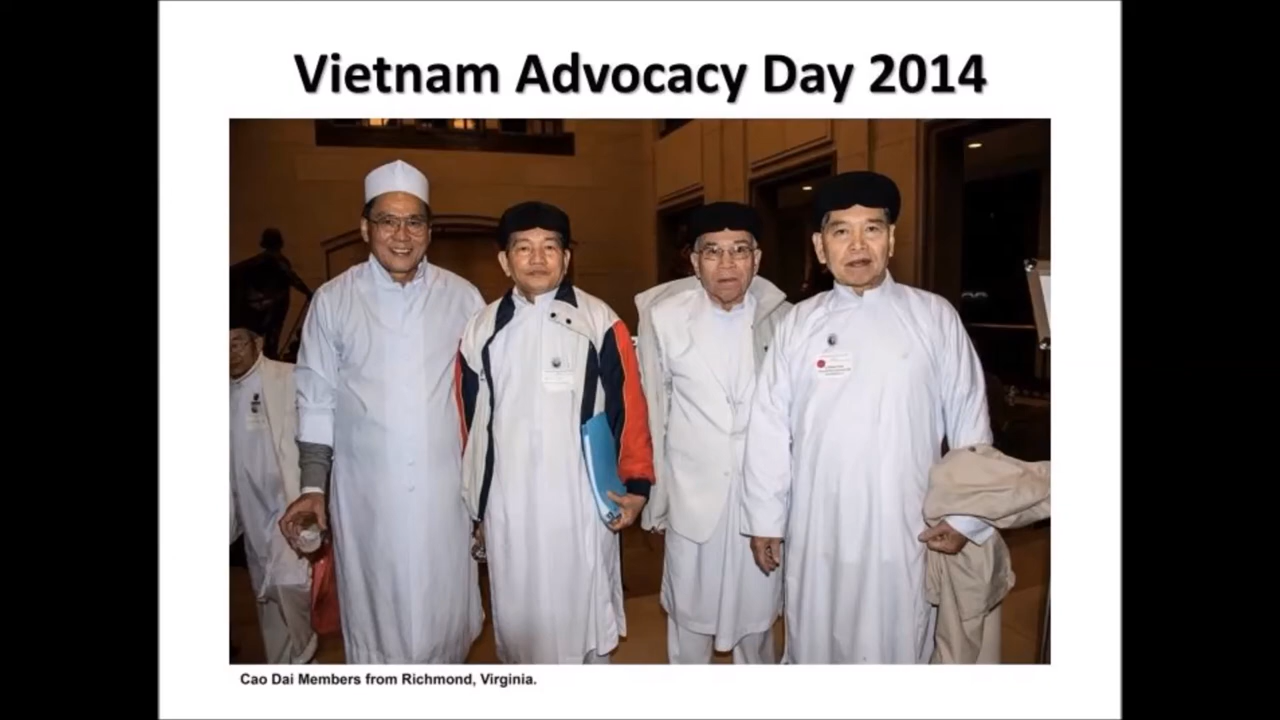 Vietnam Advocacy Day 2014
Cao Dai Members from Richmond, Virginia.